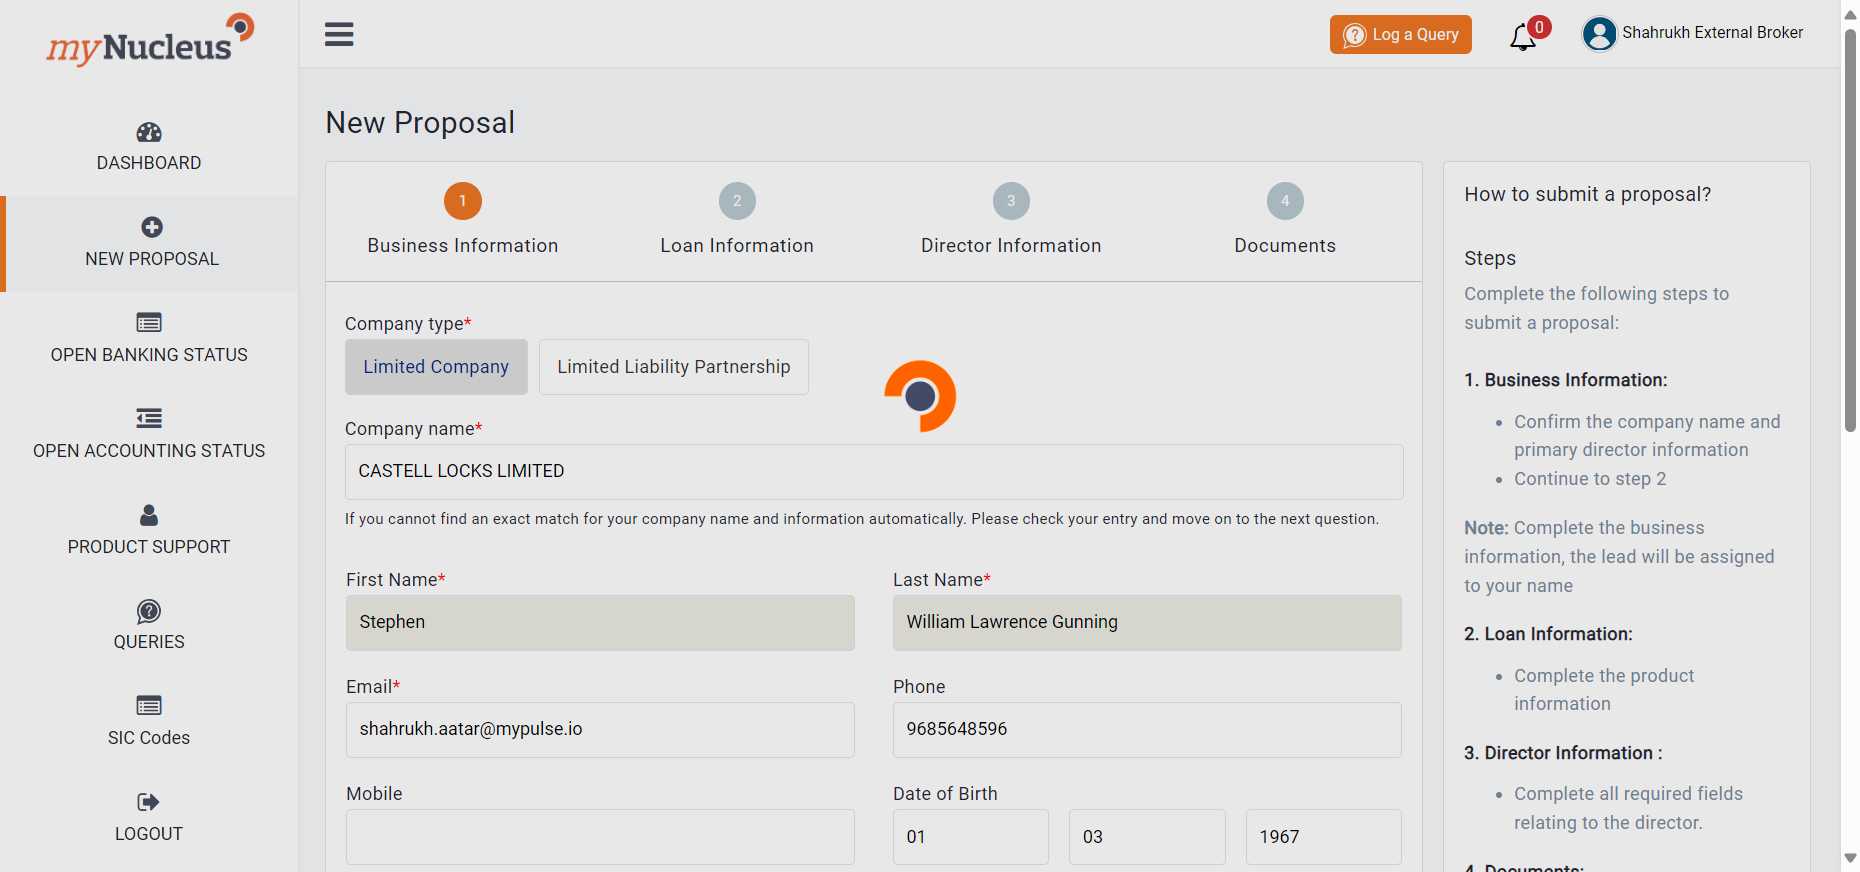 myNucleus
DASHBOARD
NEW PROPOSAL
OPEN BANKING STATUS
OPEN ACCOUNTING STATUS
PRODUCT SUPPORT
QUERIES
SIC Codes
LOGOUT
Log a Query
0
Shahrukh External Broker
New Proposal
1
2
3
4
Business Information
Loan Information
Director Information
Documents
Company type*
Limited Company
Limited Liability Partnership
Company name*
CASTELL LOCKS LIMITED
If you cannot find an exact match for your company name and information automatically. Please check your entry and move on to the next question.
First Name*
Last Name*
Stephen
William Lawrence Gunning
Email*
Phone
shahrukh.aatar@mypulse.io
9685648596
Mobile
Date of Birth
01
03
1967
How to submit a proposal?
Steps
Complete the following steps to
submit a proposal:
1. Business Information:
• Confirm the company name and
primary director information
• Continue to step 2
Note: Complete the business
information, the lead will be assigned
to your name
2. Loan Information:
• Complete the product
information
3. Director Information :
• Complete all required fields
relating to the director.
4. Documents: